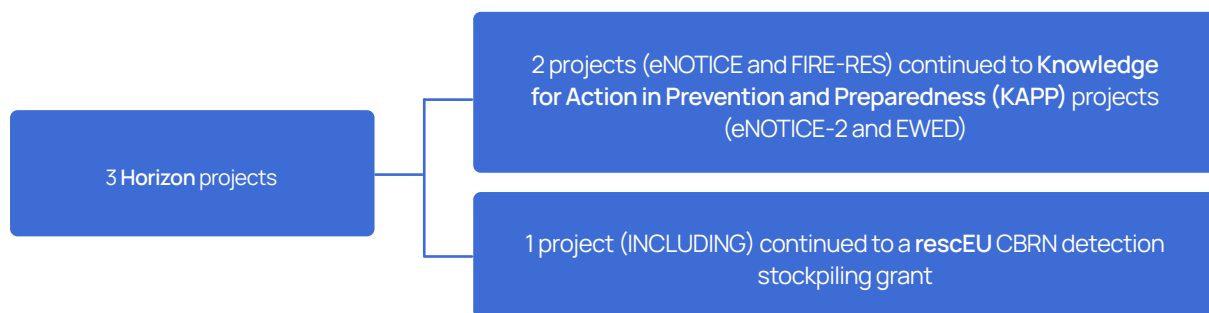 3 Horizon projects
2 projects (eNOTICE and FIRE-RES) continued to Knowledge
for Action in Prevention and Preparedness (KAPP) projects
(eNOTICE-2 and EWED)
1 project (INCLUDING) continued to a rescEU CBRN detection
stockpiling grant